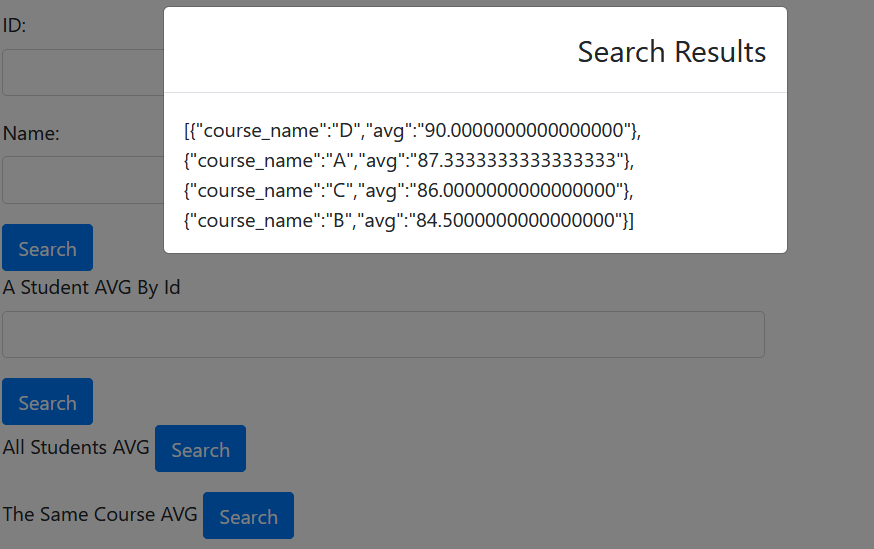 ID:
Search Results
[{"course_name":"D","avg":"90.0000000000000000"},
{"course_name":"A","avg":"87.3333333333333333"},
{"course_name":"C","avg":"86.0000000000000000"},
{"course_name":"B","avg":"84.5000000000000000"}]
Name:
Search
A Student AVG By Id
Search
All Students AVG Search
The Same Course AVG Search